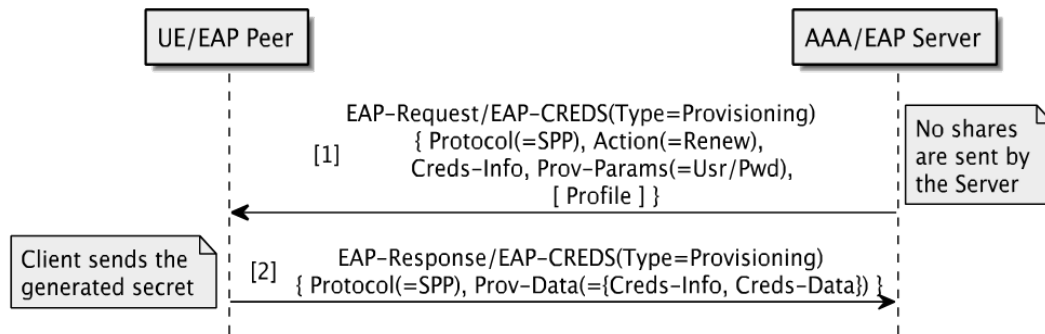 UE/EAP Peer
AAA/EAP Server
EAP-Request/EAP-CREDS(Type=Provisioning)
[1]
{ Protocol(=SPP), Action(=Renew),
Creds-Info, Prov-Params(=Usr/Pwd),
[ Profile ] }
No shares
are sent by
the Server
Client sends the
generated secret
[2]
EAP-Response/EAP-CREDS(Type=Provisioning)
{ Protocol(=SPP), Prov-Data(={Creds-Info, Creds-Data}) }